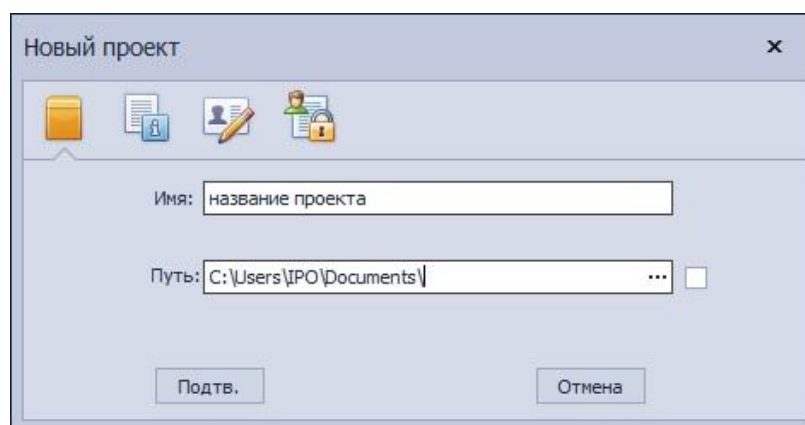 Новый проект
Имя: название проекта
Путь: C:\Users\IPO\Documents\ ...
Подтв. Отмена